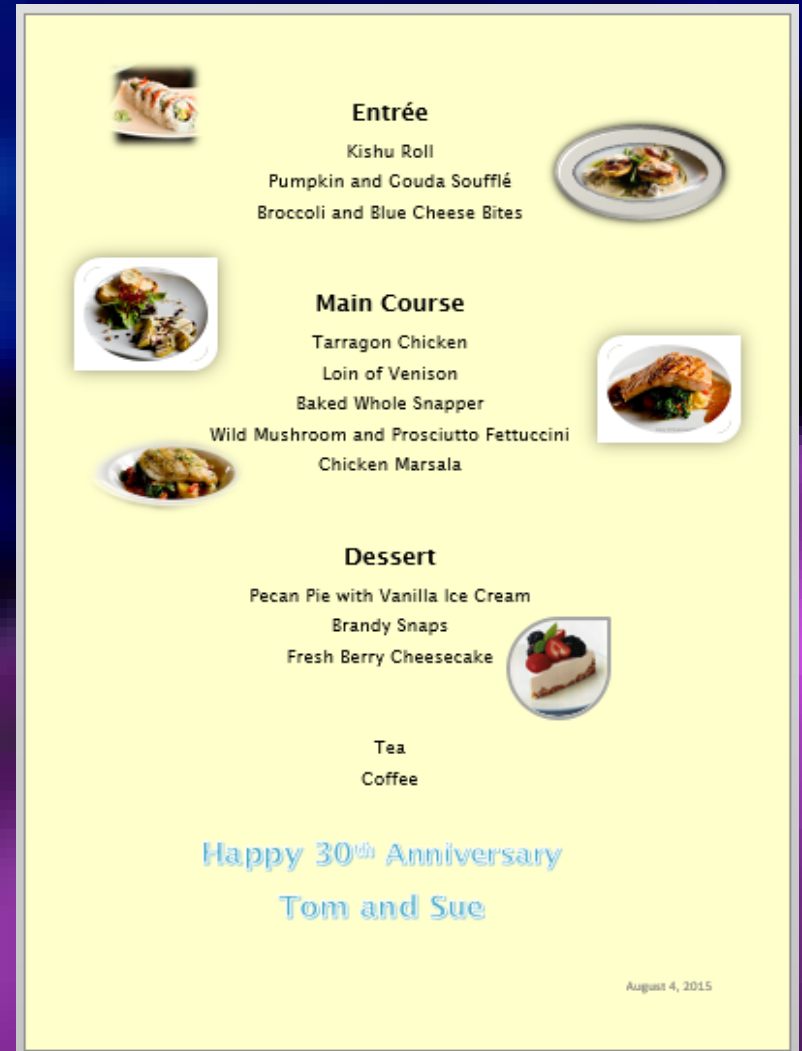 Entrée
Kishu Roll
Pumpkin and Gouda Soufflé
Broccoli and Blue Cheese Bites
Main Course
Tarragon Chicken
Loin of Venison
Baked Whole Snapper
Wild Mushroom and Prosciutto Fettuccini
Chicken Marsala
Dessert
Pecan Pie with Vanilla Ice Cream
Brandy Snaps
Fresh Berry Cheesecake
Tea
Coffee
Happy 30th Anniversary
Tom and Sue
August 4, 2015